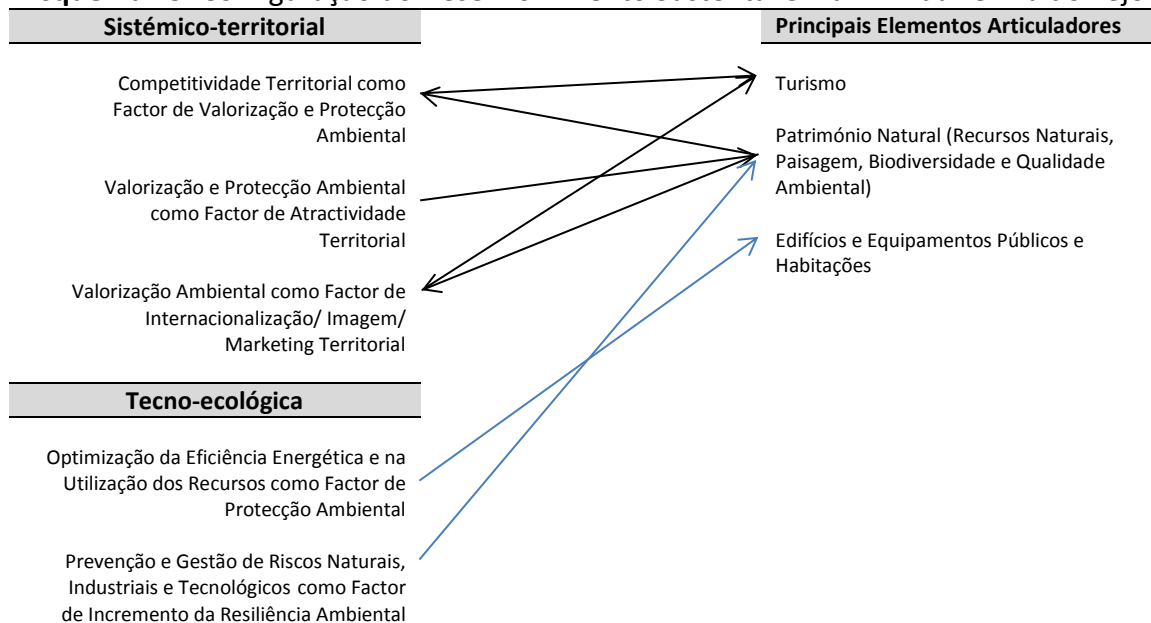 Sistémico-territorial
Principais Elementos Articuladores
Competitividade Territorial como
Factor de Valorização e Protecção
Ambiental
Turismo
Património Natural (Recursos Naturais,
Paisagem, Biodiversidade e Qualidade
Ambiental)
Valorização e Protecção Ambiental
como Factor de Atractividade
Territorial
Edifícios e Equipamentos Públicos e
Habitações
Valorização Ambiental como Factor de
Internacionalização/ Imagem/
Marketing Territorial
Tecno-ecológica
Optimização da Eficiência Energética e na
Utilização dos Recursos como Factor de
Protecção Ambiental
Prevenção e Gestão de Riscos Naturais,
Industriais e Tecnológicos como Factor
de Incremento da Resiliência Ambiental